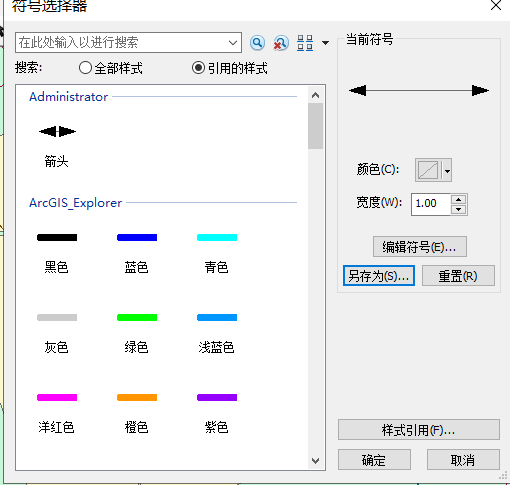 符号选择器
在此处输入以进行搜索
搜索:
全部样式
引用的样式
Administrator
箭头
ArcGIS_Explorer
黑色
蓝色
青色
灰色
绿色
浅蓝色
洋红色
橙色
紫色
当前符号
颜色(C):
宽度(W):
1.00
编辑符号(E)...
另存为(S)...
重置(R)
样式引用(F)...
确定
取消